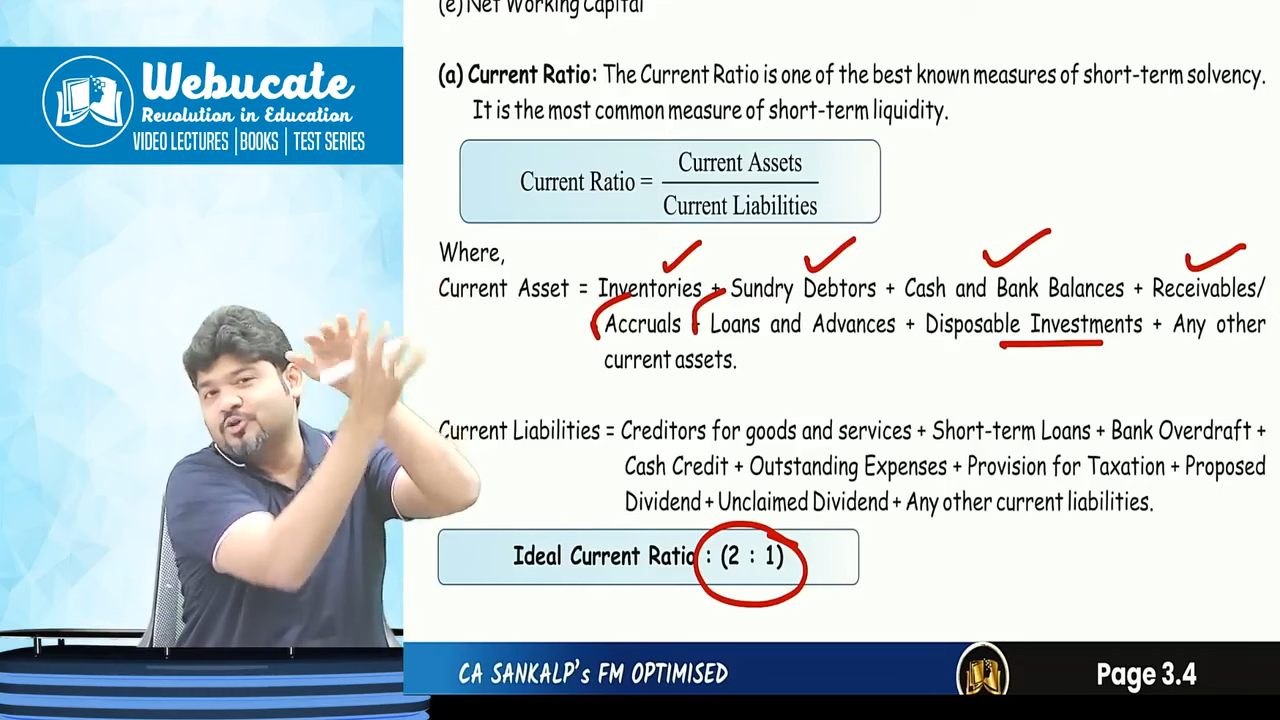 (e) Net Working Capital
Webucate
Revolution in Education
VIDEO LECTURES | BOOKS | TEST SERIES
(a) Current Ratio: The Current Ratio is one of the best known measures of short-term solvency.
It is the most common measure of short-term liquidity.
Current Ratio = Current Assets
Current Liabilities
Where,
Current Asset = Inventories + Sundry Debtors + Cash and Bank Balances + Receivables/
Accruals + Loans and Advances + Disposable Investments + Any other
current assets.
Current Liabilities = Creditors for goods and services + Short-term Loans + Bank Overdraft +
Cash Credit + Outstanding Expenses + Provision for Taxation + Proposed
Dividend + Unclaimed Dividend + Any other current liabilities.
Ideal Current Ratio : (2 : 1)
CA SANKALP's FM OPTIMISED
Page 3.4